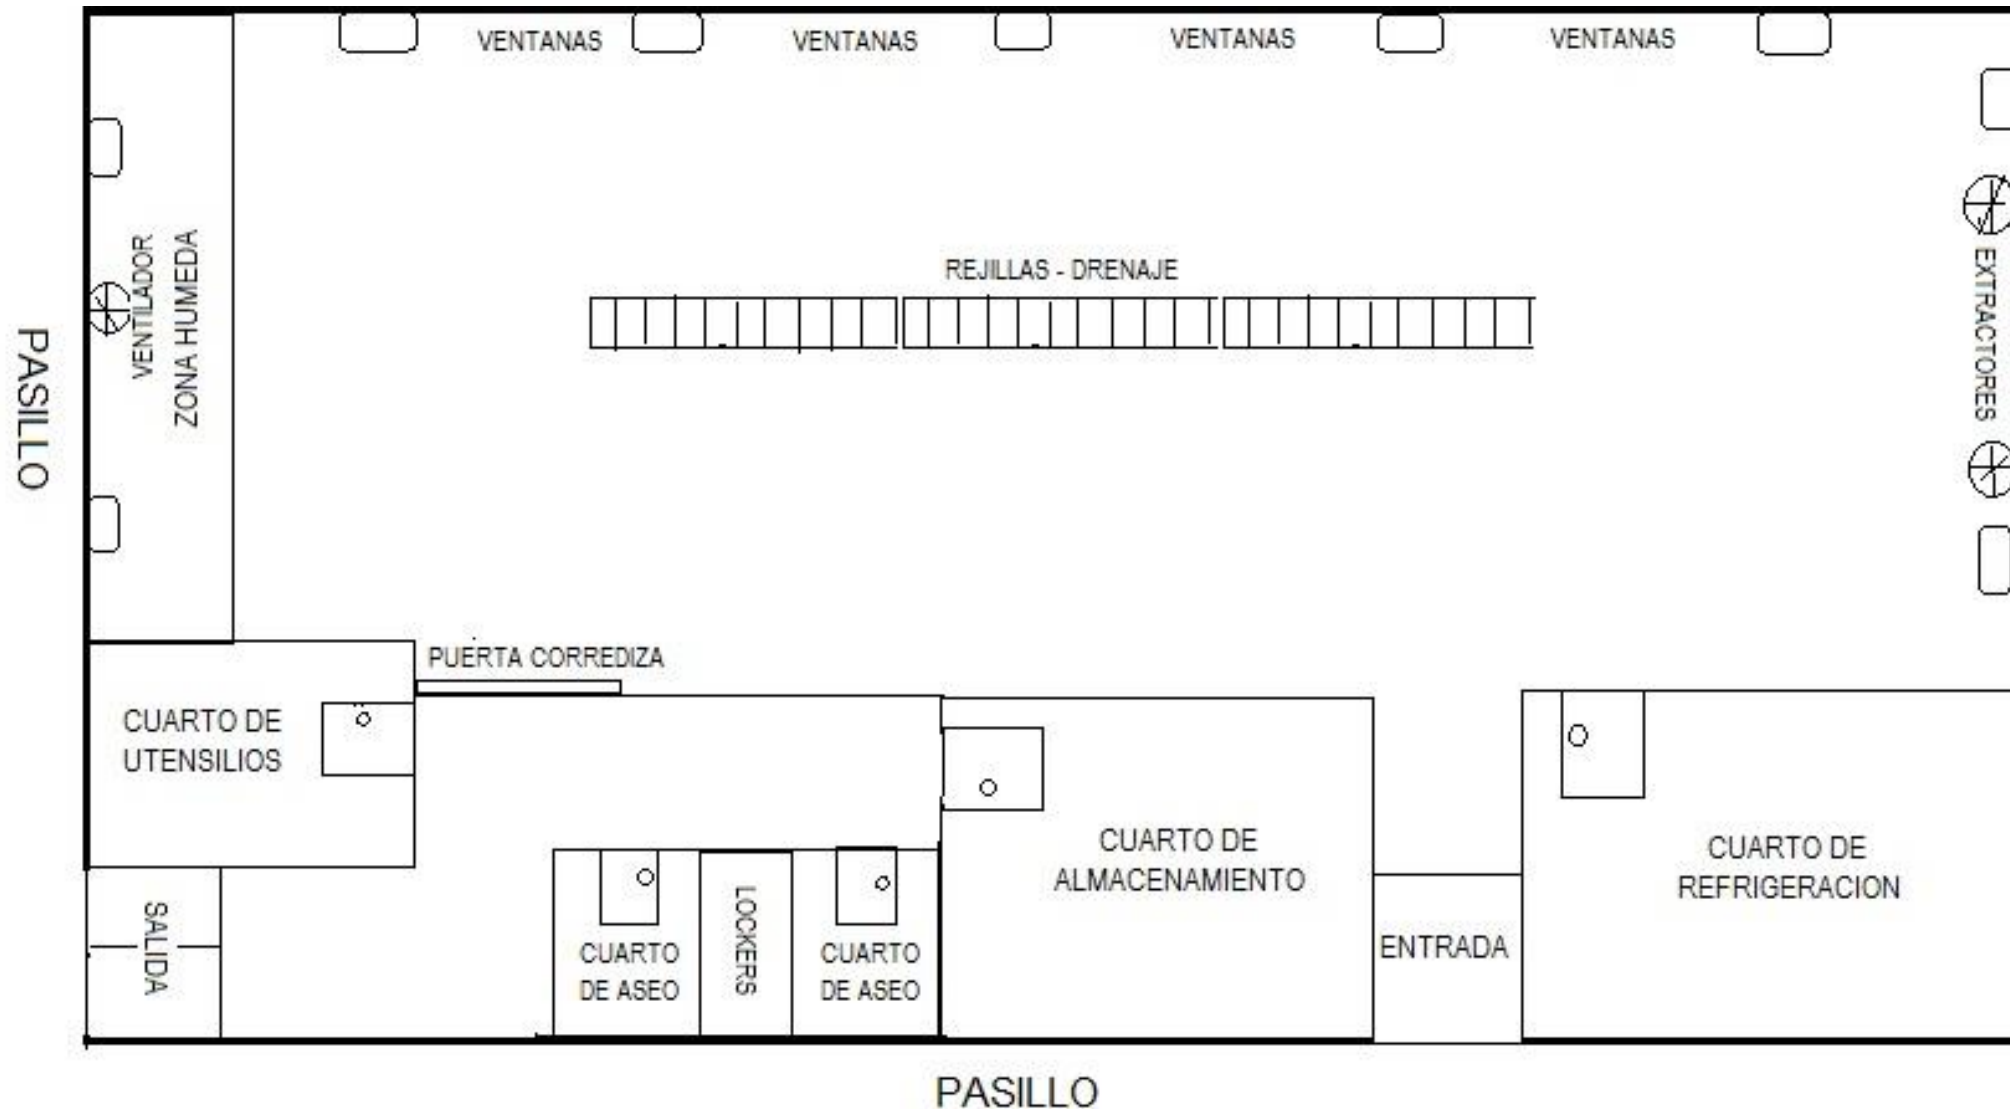 VENTANAS
VENTANAS
VENTANAS
VENTANAS
VENTILADOR
ZONA HUMEDA
PASILLO
REJILLAS - DRENAJE
EXTRACTORES
PUERTA CORREDIZA
CUARTO DE
UTENSILIOS
CUARTO DE
ALMACENAMIENTO
CUARTO DE
REFRIGERACION
SALIDA
CUARTO
DE ASEO
LOCKERS
CUARTO
DE ASEO
ENTRADA
PASILLO